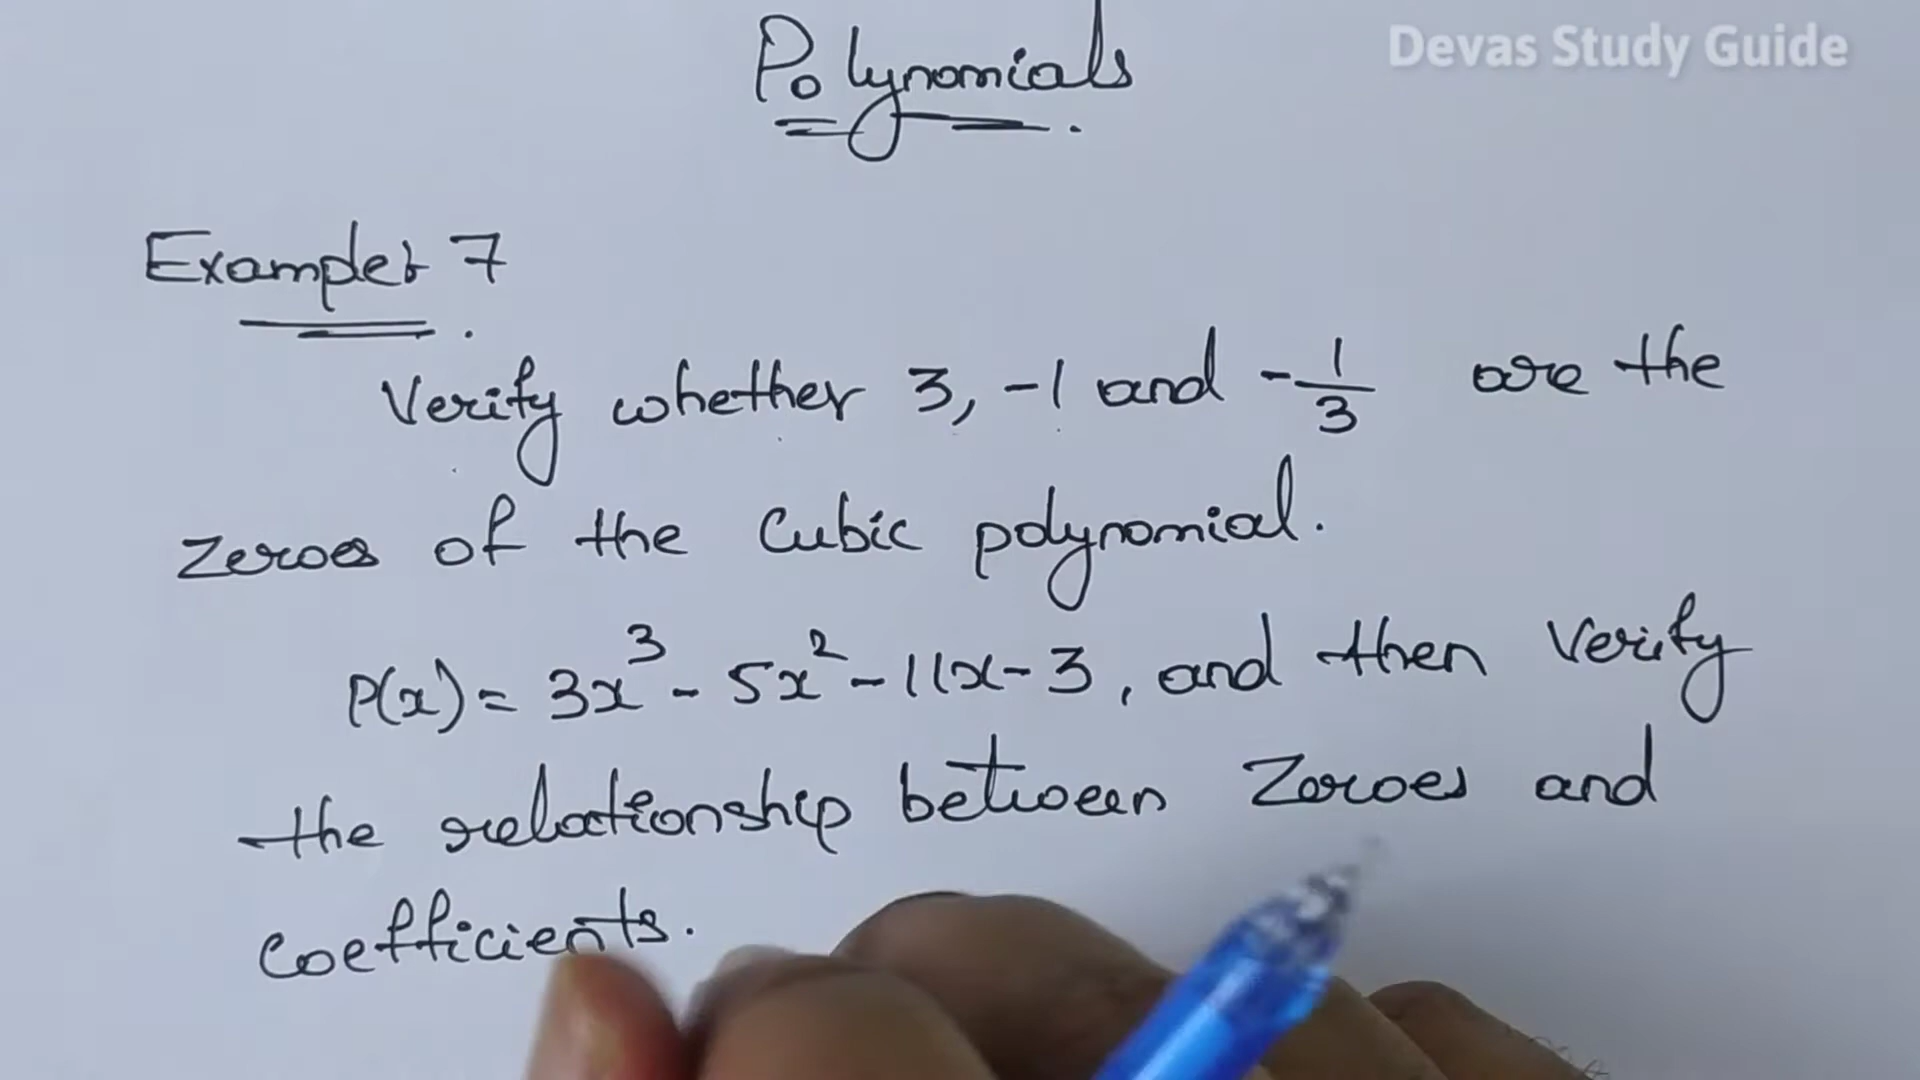 Polynomials
Devas Study Guide
Example: 7
Verify whether 3, -1 and -1/3 are the
zeroes of the cubic polynomial.
P(x) = 3x³ - 5x² - 11x - 3, and then verify
the relationship between zeroes and
coefficients.